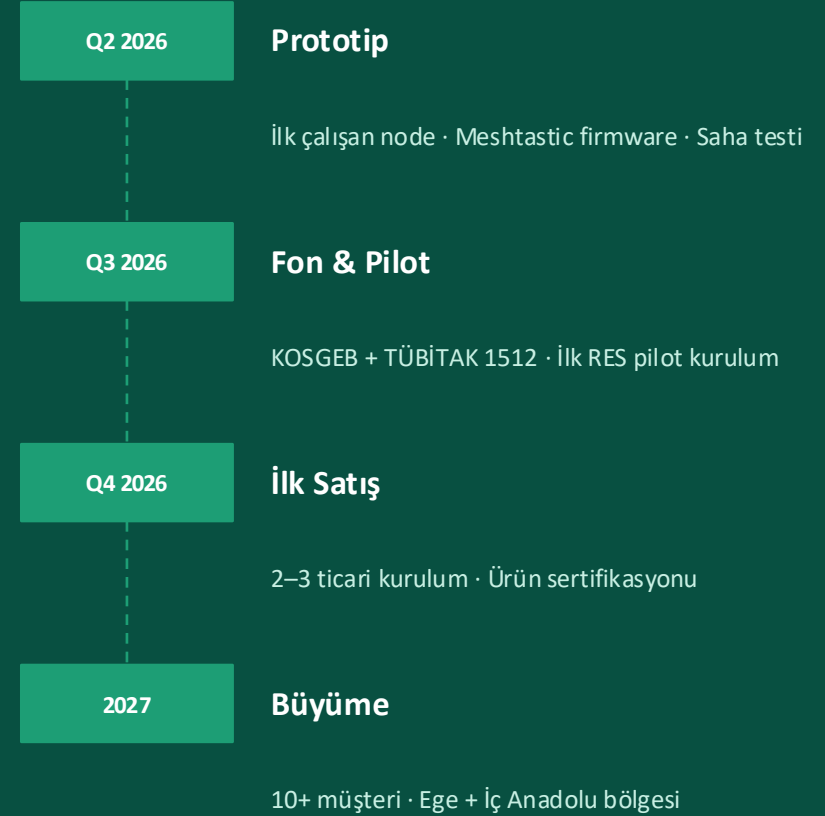 Q2 2026
Prototip
İlk çalışan node · Meshtastic firmware · Saha testi
Q3 2026
Fon & Pilot
KOSGEB + TÜBİTAK 1512 · İlk RES pilot kurulum
Q4 2026
İlk Satış
2–3 ticari kurulum · Ürün sertifikasyonu
2027
Büyüme
10+ müşteri · Ege + İç Anadolu bölgesi